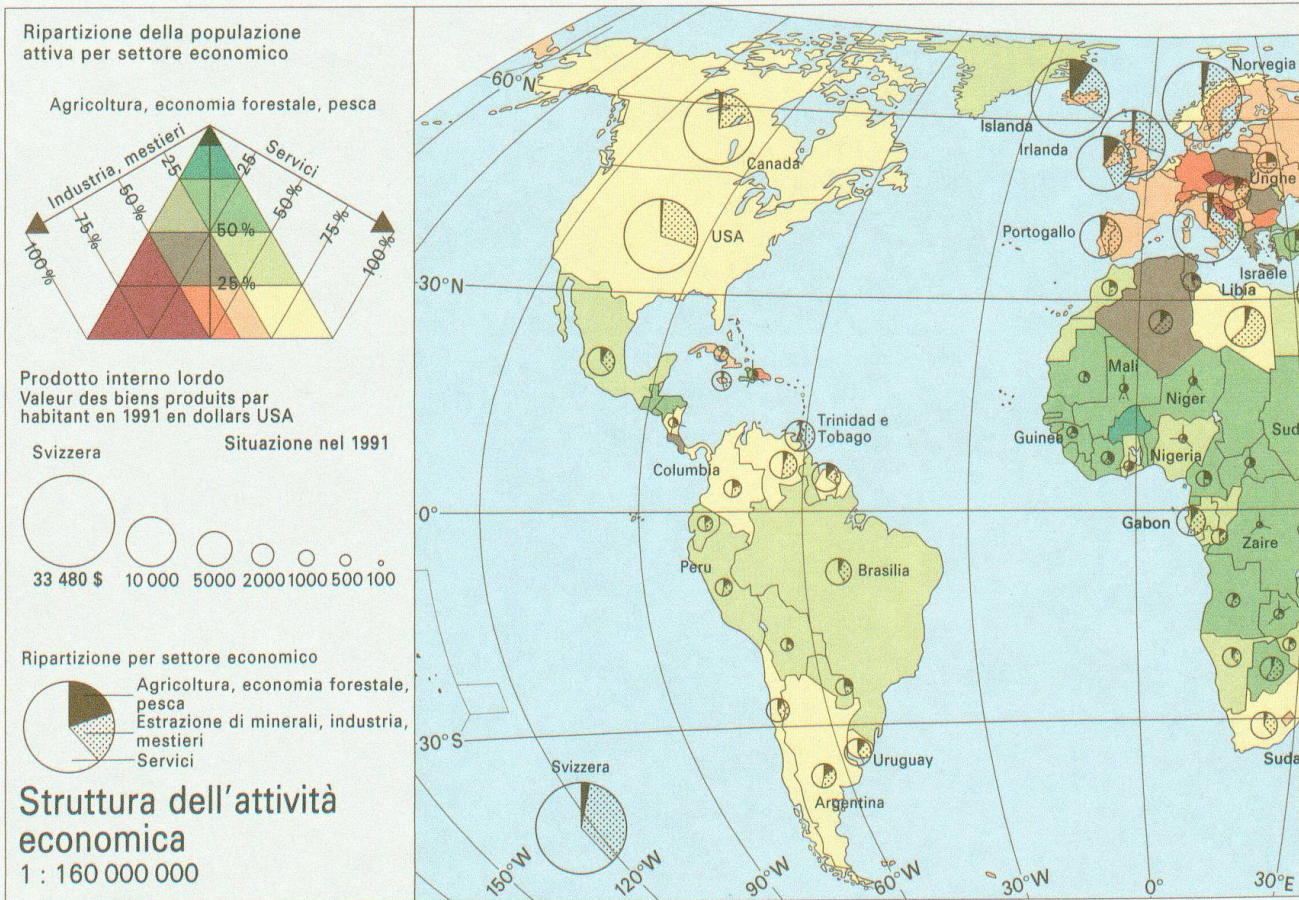 Ripartizione della popolazione
attiva per settore economico
Agricoltura, economia forestale, pesca
Industria, mestieri
Servici
25
25
50%
50%
75%
75%
100%
100%
50%
25%
Prodotto interno lordo
Valeur des biens produits par
habitant en 1991 en dollars USA
Situazione nel 1991
Svizzera
33 480 $ 10 000 5000 2000 1000 500 100
Ripartizione per settore economico
Agricoltura, economia forestale,
pesca
Estrazione di minerali, industria,
mestieri
Servici
Struttura dell'attività
economica
1 : 160 000 000
60°N
30°N
0°
30°S
150°W
120°W
90°W
60°W
30°W
0°
30°E
Canada
USA
Islanda
Norvegia
Irlanda
Unghe
Portogallo
Israele
Libia
Mali
Niger
Sud
Guinea
Nigeria
Trinidad e
Tobago
Columbia
Gabon
Zaire
Peru
Brasilia
Uruguay
Argentina
Svizzera
Suda